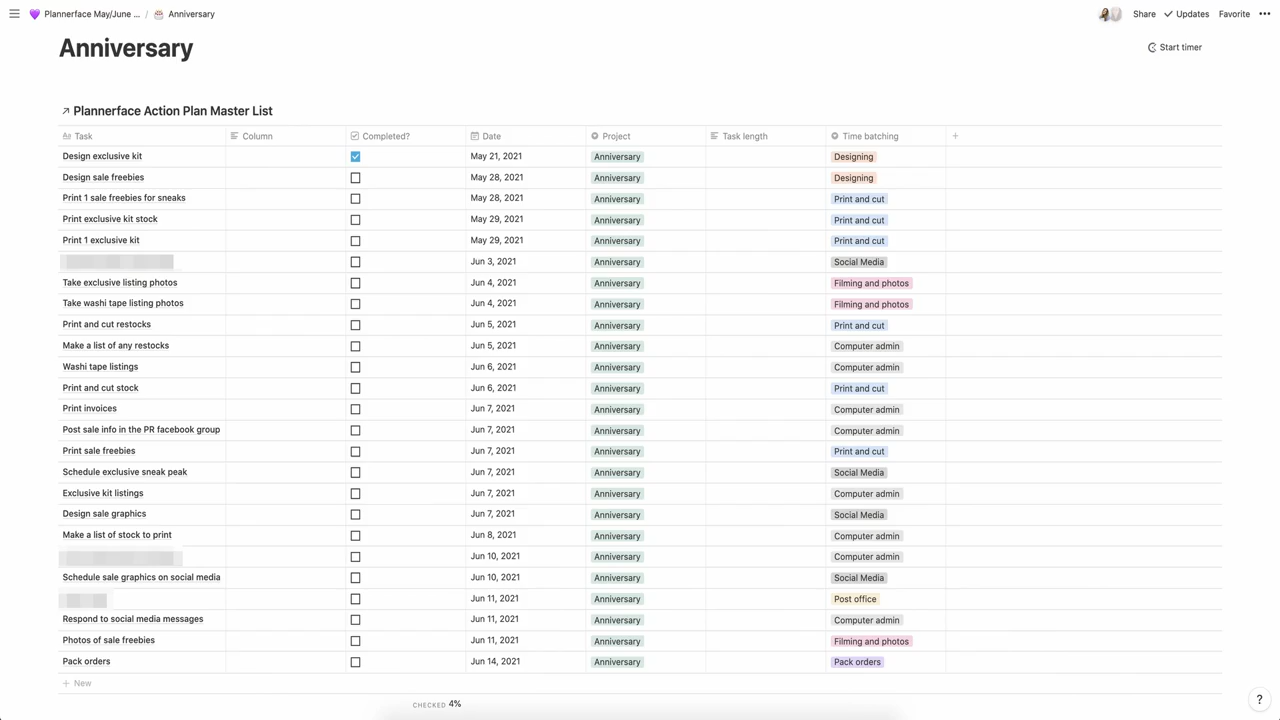 Plannerface May/June ... / Anniversary Share Updates Favorite
Anniversary
Start timer
Plannerface Action Plan Master List
Task Column Completed? Date Project Task length Time batching
Design exclusive kit May 21, 2021 Anniversary Designing
Design sale freebies May 28, 2021 Anniversary Designing
Print 1 sale freebies for sneaks May 28, 2021 Anniversary Print and cut
Print exclusive kit stock May 29, 2021 Anniversary Print and cut
Print 1 exclusive kit May 29, 2021 Anniversary Print and cut
Jun 3, 2021 Anniversary Social Media
Take exclusive listing photos Jun 4, 2021 Anniversary Filming and photos
Take washi tape listing photos Jun 4, 2021 Anniversary Filming and photos
Print and cut restocks Jun 5, 2021 Anniversary Print and cut
Make a list of any restocks Jun 5, 2021 Anniversary Computer admin
Washi tape listings Jun 6, 2021 Anniversary Computer admin
Print and cut stock Jun 6, 2021 Anniversary Print and cut
Print invoices Jun 7, 2021 Anniversary Computer admin
Post sale info in the PR facebook group Jun 7, 2021 Anniversary Computer admin
Print sale freebies Jun 7, 2021 Anniversary Print and cut
Schedule exclusive sneak peak Jun 7, 2021 Anniversary Social Media
Exclusive kit listings Jun 7, 2021 Anniversary Computer admin
Design sale graphics Jun 7, 2021 Anniversary Social Media
Make a list of stock to print Jun 8, 2021 Anniversary Computer admin
Jun 10, 2021 Anniversary Computer admin
Schedule sale graphics on social media Jun 10, 2021 Anniversary Social Media
Jun 11, 2021 Anniversary Post office
Respond to social media messages Jun 11, 2021 Anniversary Computer admin
Photos of sale freebies Jun 11, 2021 Anniversary Filming and photos
Pack orders Jun 14, 2021 Anniversary Pack orders
+ New
CHECKED 4%
?